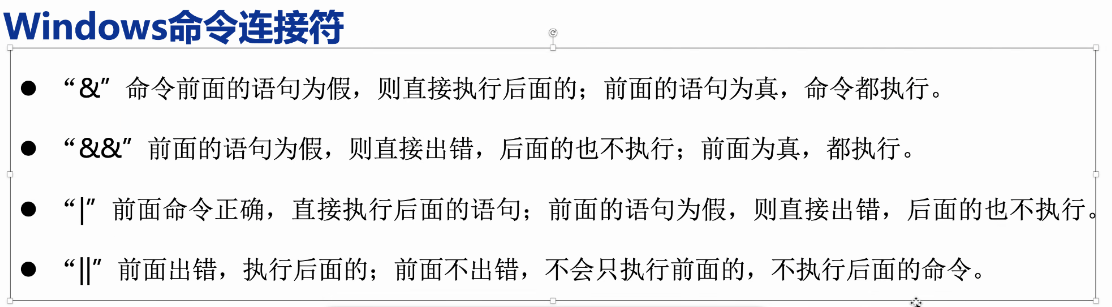 Windows命令连接符
● “&”命令前面的语句为假，则直接执行后面的；前面的语句为真，命令都执行。
● “&&”前面的语句为假，则直接出错，后面的也不执行；前面为真，都执行。
● “|”前面命令正确，直接执行后面的语句；前面的语句为假，则直接出错，后面的也不执行。
● “||”前面出错，执行后面的；前面不出错，不会只执行前面的，不执行后面的命令。